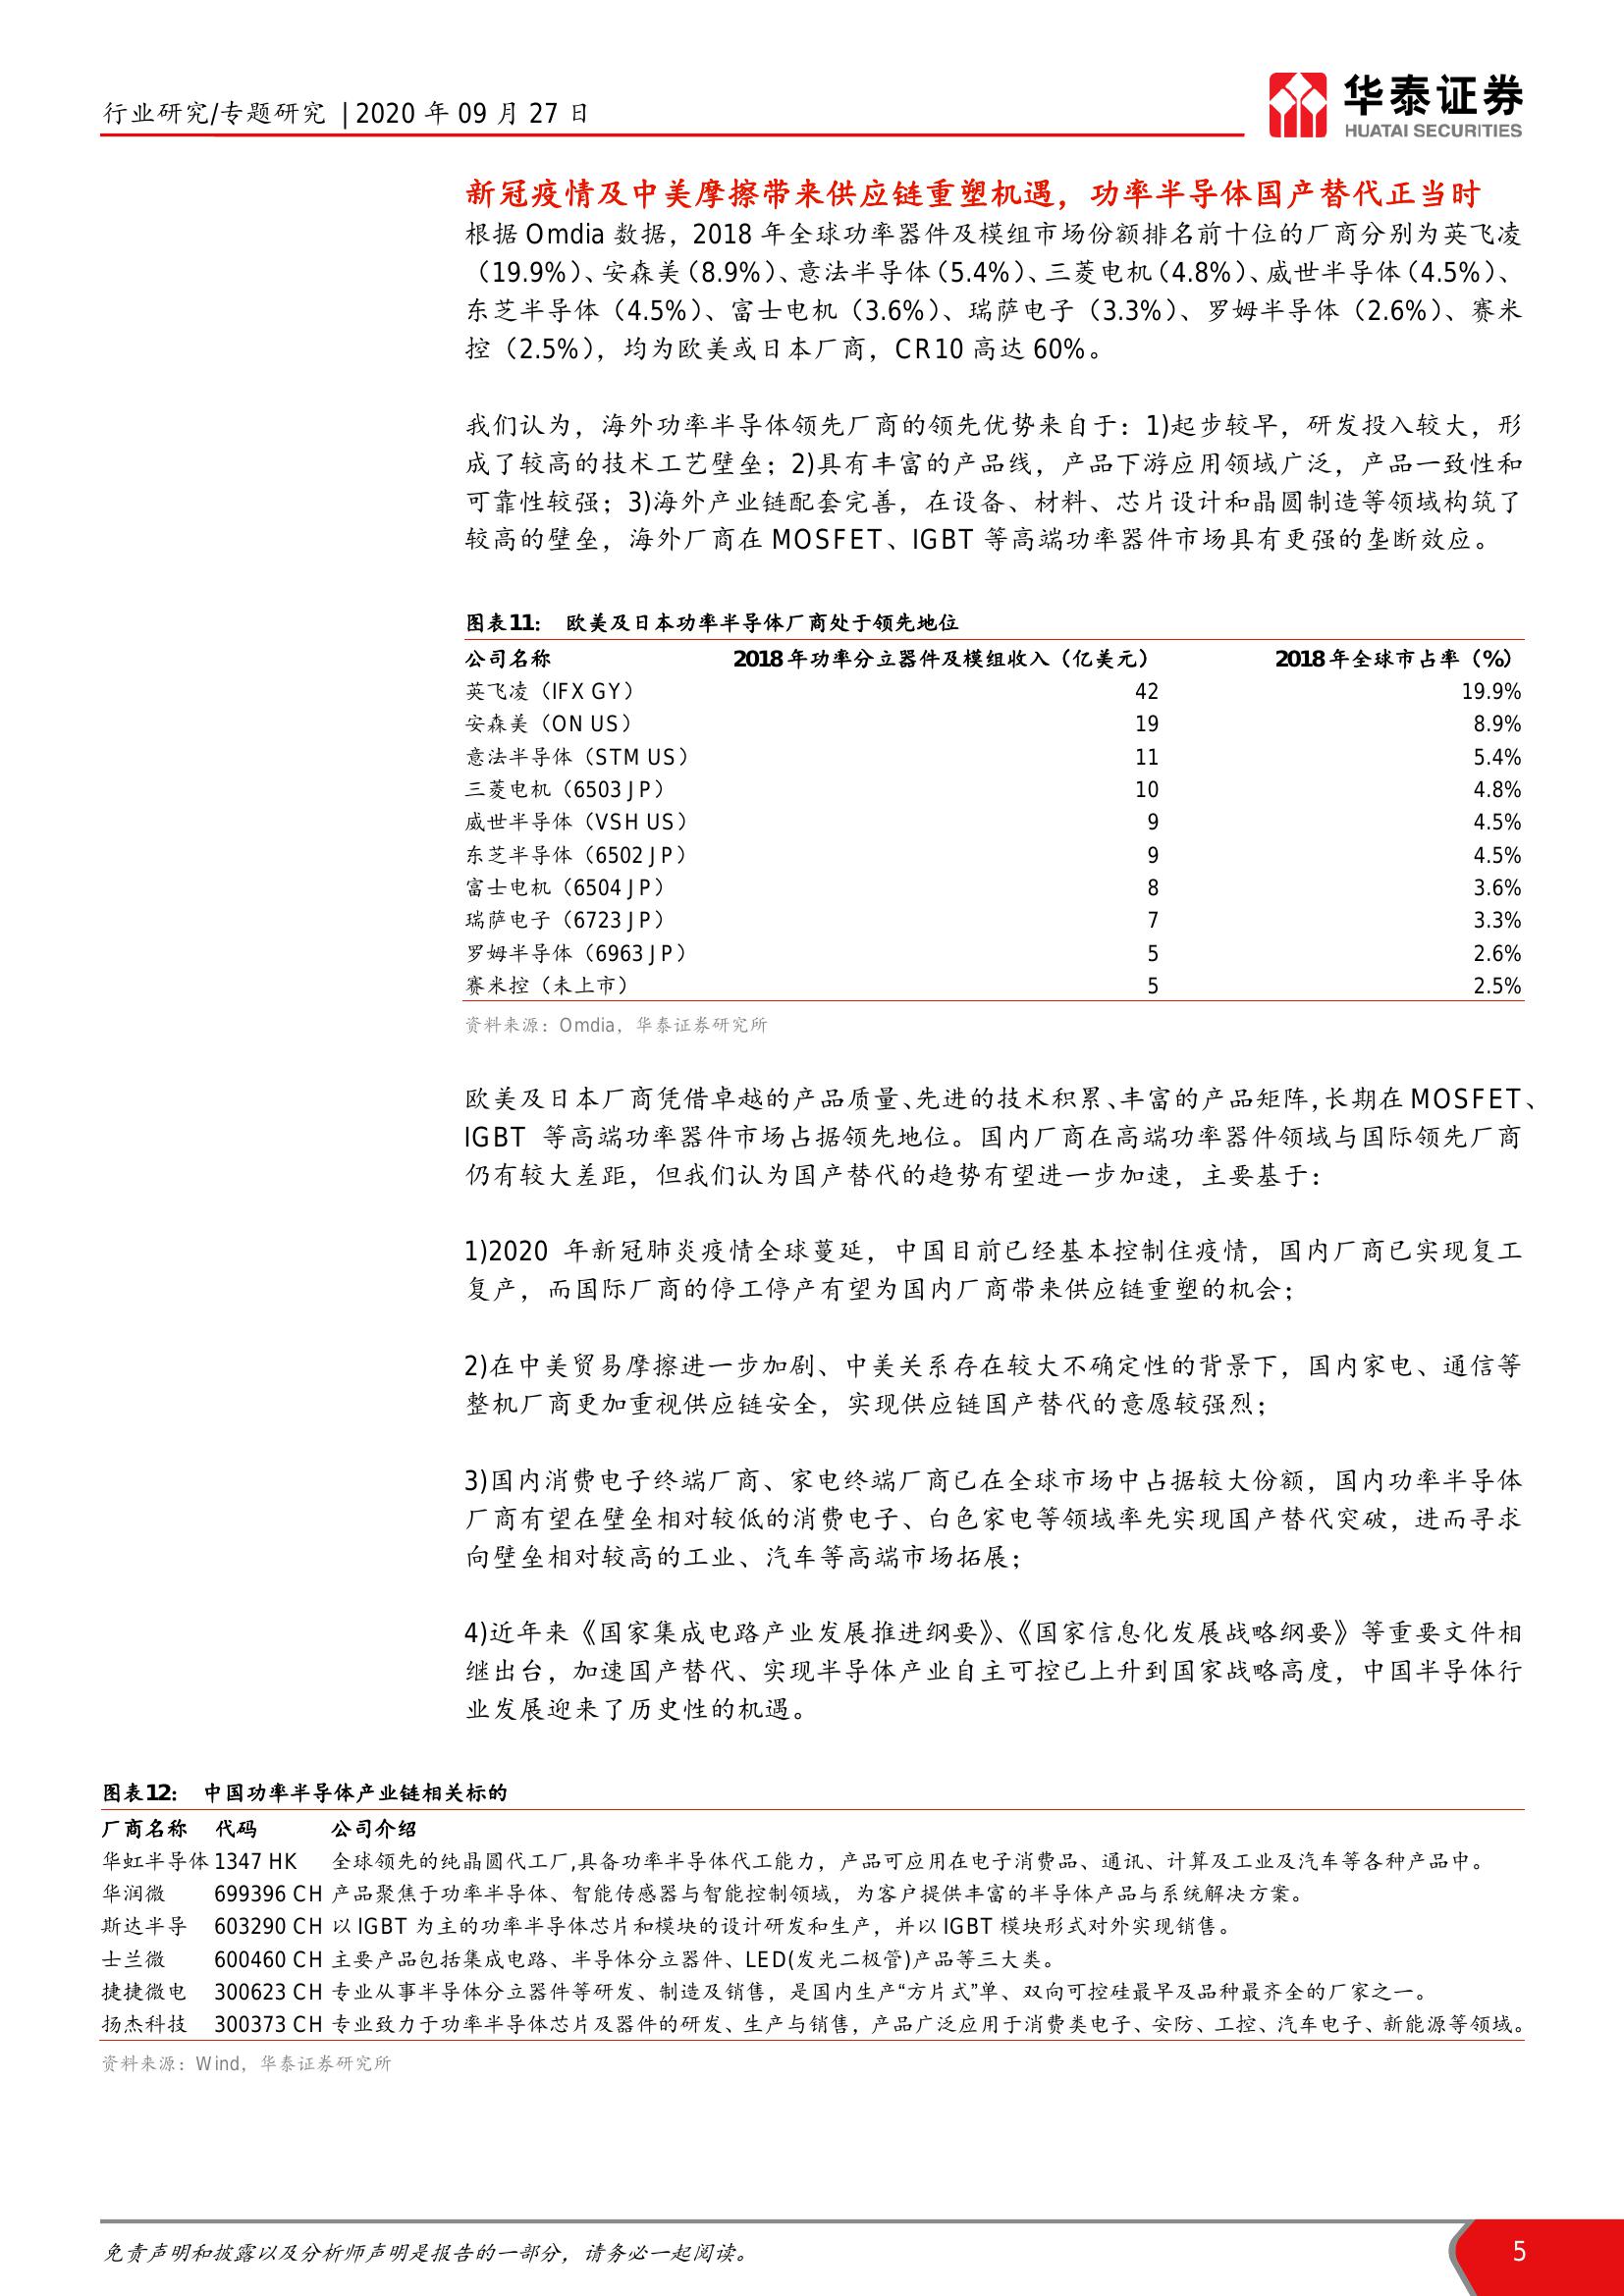 行业研究/专题研究 | 2020 年 09 月 27 日
华泰证券
HUATAI SECURITIES
新冠疫情及中美摩擦带来供应链重塑机遇，功率半导体国产替代正当时
根据 Omdia 数据，2018 年全球功率器件及模组市场份额排名前十位的厂商分别为英飞凌
（19.9%）、安森美（8.9%）、意法半导体（5.4%）、三菱电机（4.8%）、威世半导体（4.5%）、
东芝半导体（4.5%）、富士电机（3.6%）、瑞萨电子（3.3%）、罗姆半导体（2.6%）、赛米
控（2.5%），均为欧美或日本厂商，CR10 高达 60%。
我们认为，海外功率半导体领先厂商的领先优势来自于：1)起步较早，研发投入较大，形
成了较高的技术工艺壁垒；2)具有丰富的产品线，产品下游应用领域广泛，产品一致性和
可靠性较强；3)海外产业链配套完善，在设备、材料、芯片设计和晶圆制造等领域构筑了
较高的壁垒，海外厂商在 MOSFET、IGBT 等高端功率器件市场具有更强的垄断效应。
图表11： 欧美及日本功率半导体厂商处于领先地位
公司名称 2018 年功率分立器件及模组收入（亿美元） 2018 年全球市占率（%）
英飞凌（IFX GY） 42 19.9%
安森美（ON US） 19 8.9%
意法半导体（STM US） 11 5.4%
三菱电机（6503 JP） 10 4.8%
威世半导体（VSH US） 9 4.5%
东芝半导体（6502 JP） 9 4.5%
富士电机（6504 JP） 8 3.6%
瑞萨电子（6723 JP） 7 3.3%
罗姆半导体（6963 JP） 5 2.6%
赛米控（未上市） 5 2.5%
资料来源：Omdia，华泰证券研究所
欧美及日本厂商凭借卓越的产品质量、先进的技术积累、丰富的产品矩阵，长期在 MOSFET、
IGBT 等高端功率器件市场占据领先地位。国内厂商在高端功率器件领域与国际领先厂商
仍有较大差距，但我们认为国产替代的趋势有望进一步加速，主要基于：
1)2020 年新冠肺炎疫情全球蔓延，中国目前已经基本控制住疫情，国内厂商已实现复工
复产，而国际厂商的停工停产有望为国内厂商带来供应链重塑的机会；
2)在中美贸易摩擦进一步加剧、中美关系存在较大不确定性的背景下，国内家电、通信等
整机厂商更加重视供应链安全，实现供应链国产替代的意愿较强烈；
3)国内消费电子终端厂商、家电终端厂商已在全球市场中占据较大份额，国内功率半导体
厂商有望在壁垒相对较低的消费电子、白色家电等领域率先实现国产替代突破，进而寻求
向壁垒相对较高的工业、汽车等高端市场拓展；
4)近年来《国家集成电路产业发展推进纲要》、《国家信息化发展战略纲要》等重要文件相
继出台，加速国产替代、实现半导体产业自主可控已上升到国家战略高度，中国半导体行
业发展迎来了历史性的机遇。
图表12： 中国功率半导体产业链相关标的
厂商名称 代码 公司介绍
华虹半导体 1347 HK 全球领先的纯晶圆代工厂,具备功率半导体代工能力，产品可应用在电子消费品、通讯、计算及工业及汽车等各种产品中。
华润微 699396 CH 产品聚焦于功率半导体、智能传感器与智能控制领域，为客户提供丰富的半导体产品与系统解决方案。
斯达半导 603290 CH 以 IGBT 为主的功率半导体芯片和模块的设计研发和生产，并以 IGBT 模块形式对外实现销售。
士兰微 600460 CH 主要产品包括集成电路、半导体分立器件、LED(发光二极管)产品等三大类。
捷捷微电 300623 CH 专业从事半导体分立器件等研发、制造及销售，是国内生产“方片式”单、双向可控硅最早及品种最齐全的厂家之一。
扬杰科技 300373 CH 专业致力于功率半导体芯片及器件的研发、生产与销售，产品广泛应用于消费类电子、安防、工控、汽车电子、新能源等领域。
资料来源：Wind，华泰证券研究所
免责声明和披露以及分析师声明是报告的一部分，请务必一起阅读。 5